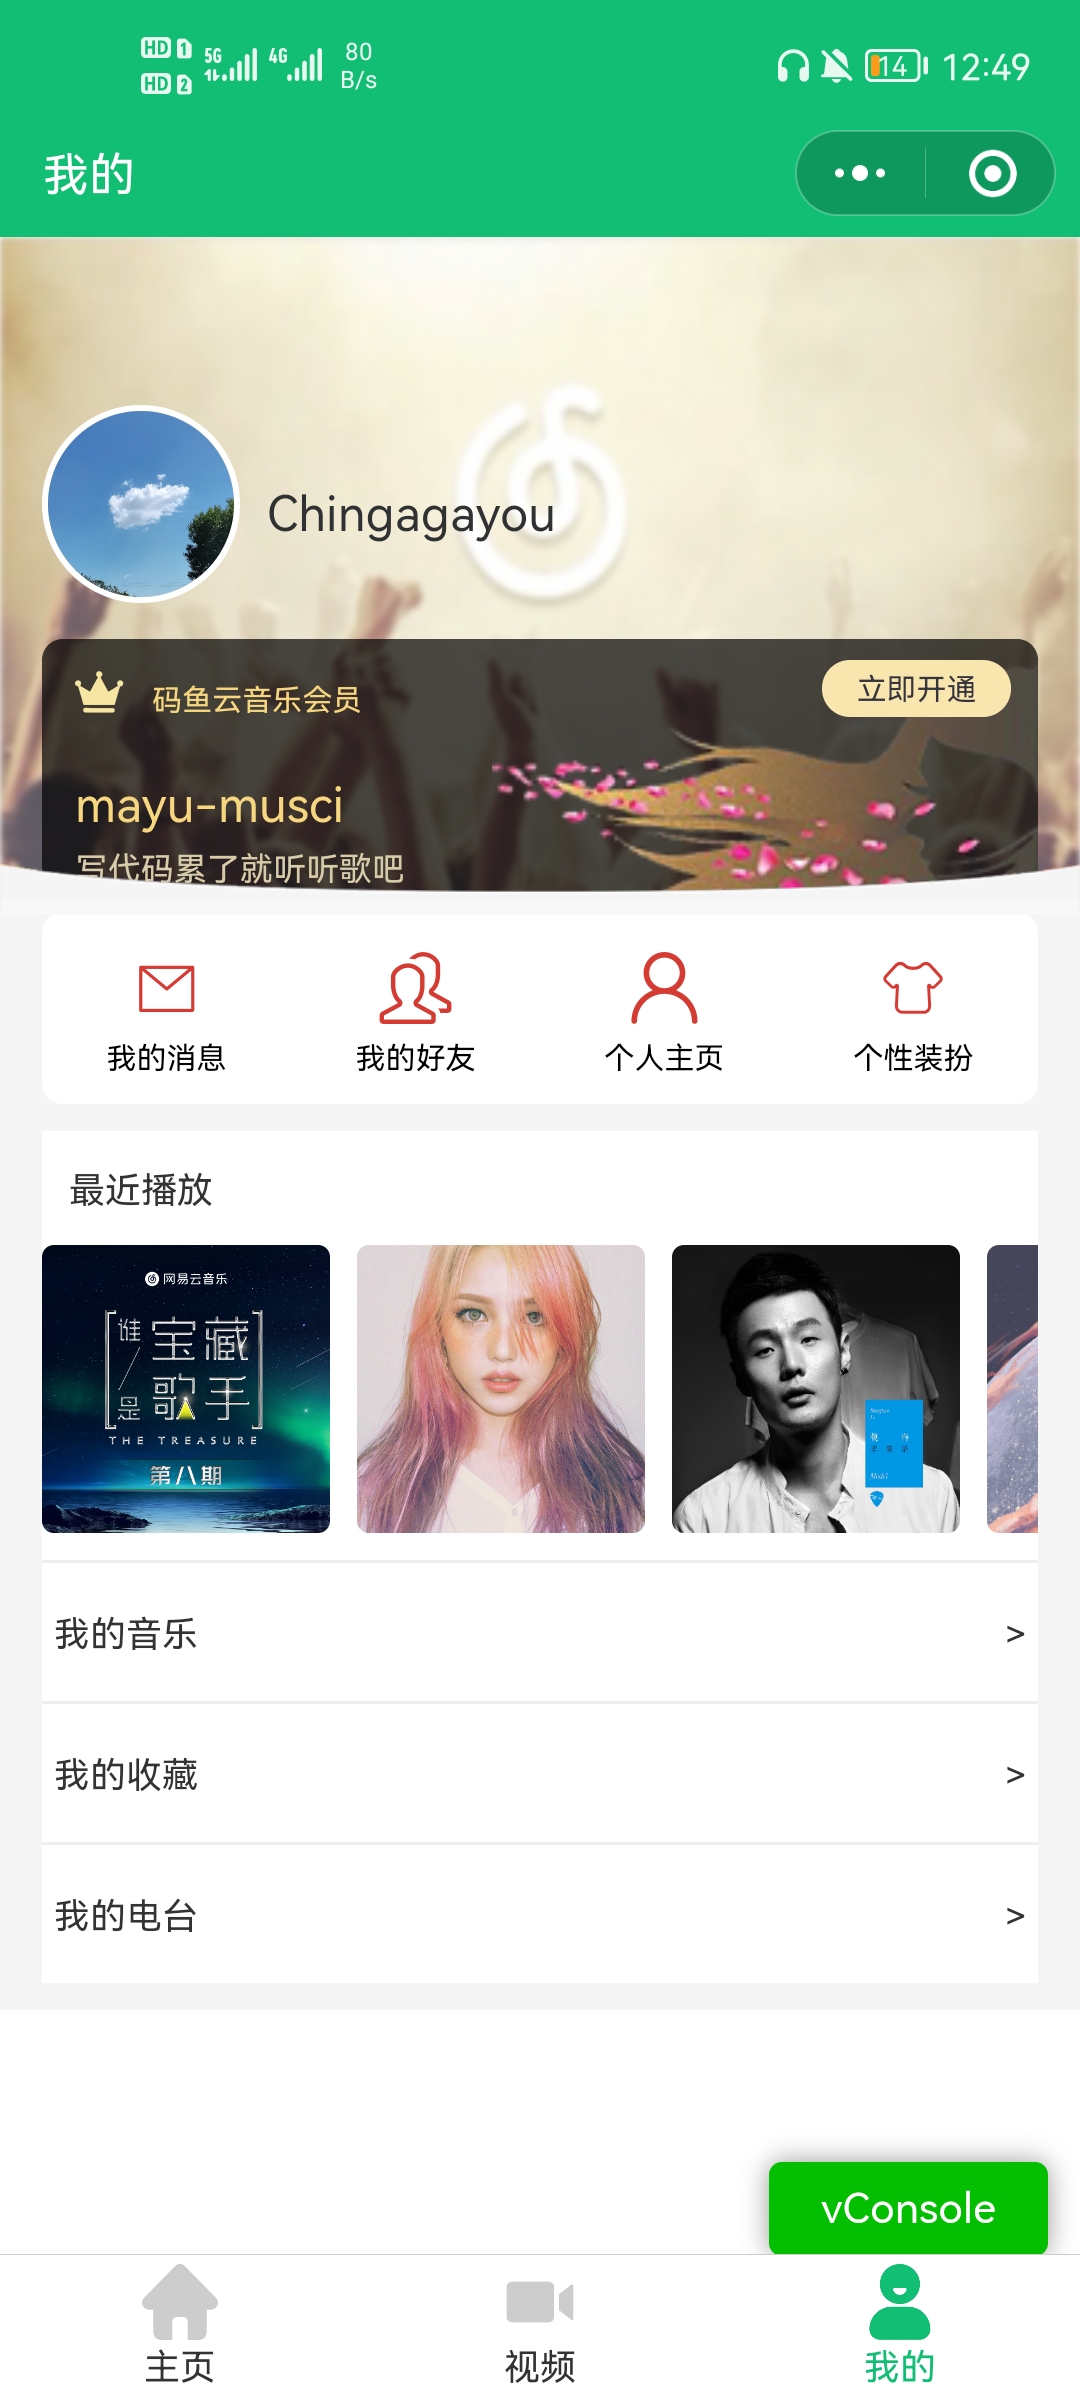 HD 1 5G 4G 80
HD 2 B/s
14 12:49
我的
Chingagayou
码鱼云音乐会员
立即开通
mayu-musci
写代码累了就听听歌吧
我的消息 我的好友 个人主页 个性装扮
最近播放
网易云音乐
谁 宝藏
是 歌手
THE TREASURE
第八期
Model
我的音乐 >
我的收藏 >
我的电台 >
vConsole
主页 视频 我的